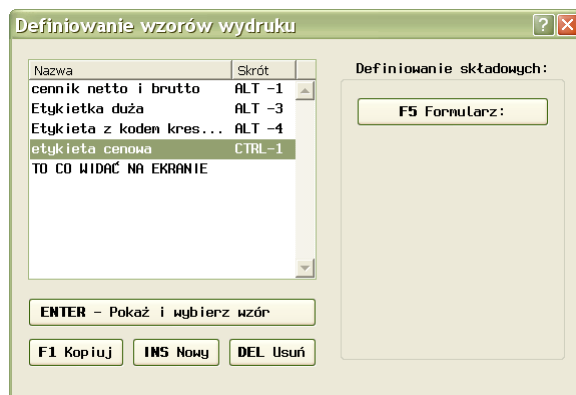 Definiowanie wzorów wydruku
Nazwa Skrót
cennik netto i brutto ALT -1
Etykietka duża ALT -3
Etykieta z kodem kres... ALT -4
etykieta cenowa CTRL-1
TO CO WIDAĆ NA EKRANIE
ENTER - Pokaż i wybierz wzór
F1 Kopiuj INS Nowy DEL Usuń
Definiowanie składowych:
F5 Formularz: